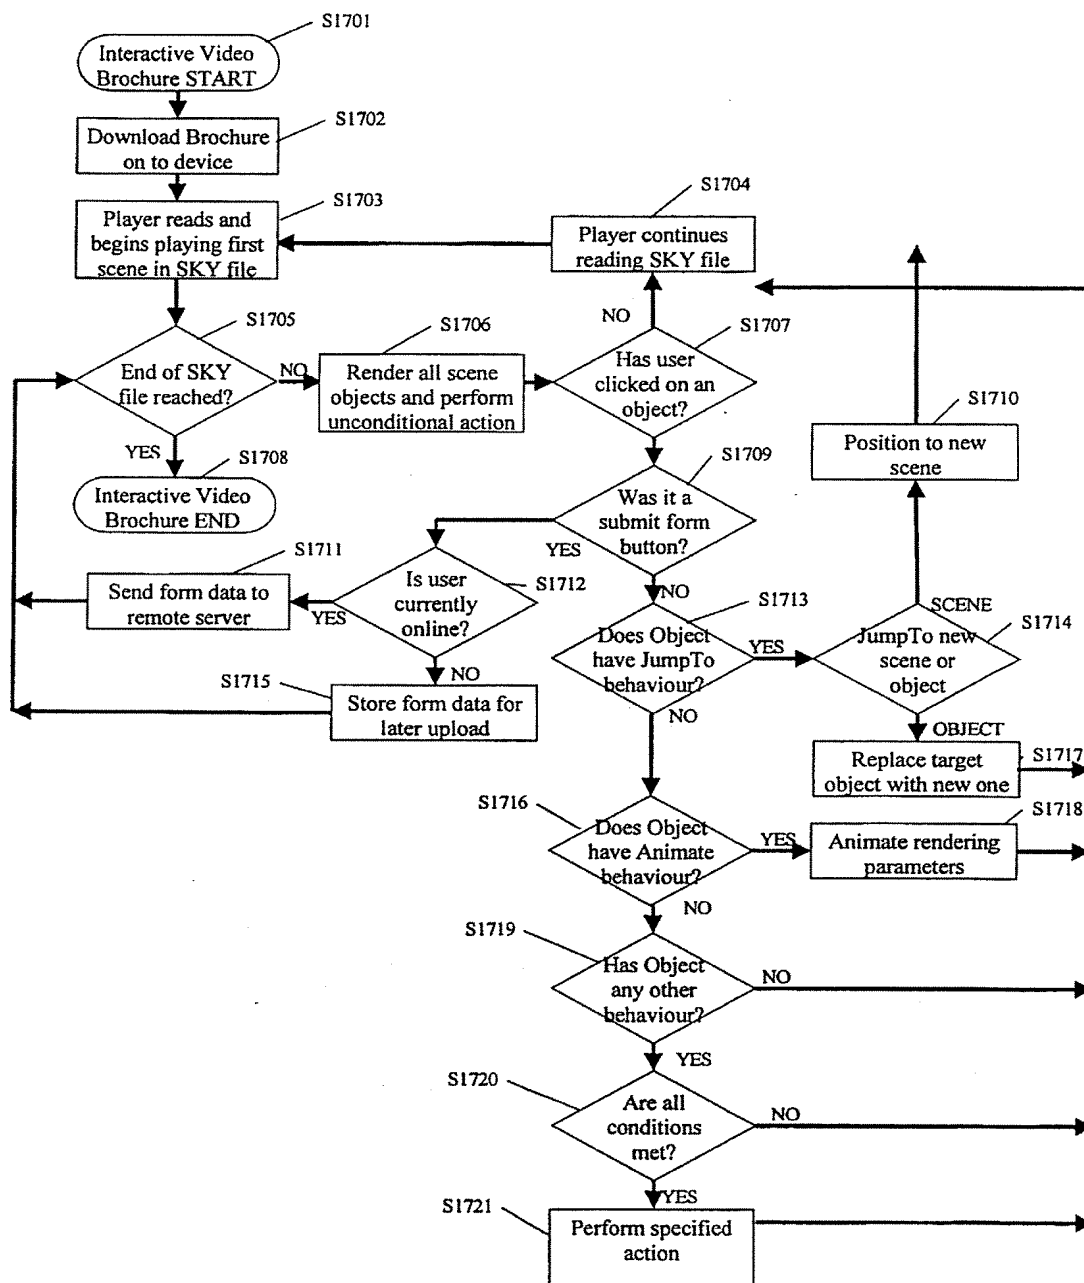 S1701
Interactive Video
Brochure START
S1702
Download Brochure
on to device
S1703
Player reads and
begins playing first
scene in SKY file
S1704
Player continues
reading SKY file
S1705
End of SKY
file reached?
NO
YES
S1706
Render all scene
objects and perform
unconditional action
NO
S1707
Has user
clicked on an
object?
S1708
Interactive Video
Brochure END
S1709
Was it a
submit form
button?
YES
NO
S1710
Position to new
scene
S1711
Send form data to
remote server
S1712
Is user
currently
online?
YES
NO
S1713
Does Object
have JumpTo
behaviour?
YES
NO
SCENE
S1714
JumpTo new
scene or
object
OBJECT
S1715
Store form data for
later upload
S1717
Replace target
object with new one
S1716
Does Object
have Animate
behaviour?
YES
NO
S1718
Animate rendering
parameters
S1719
Has Object
any other
behaviour?
NO
YES
S1720
Are all
conditions
met?
NO
YES
S1721
Perform specified
action